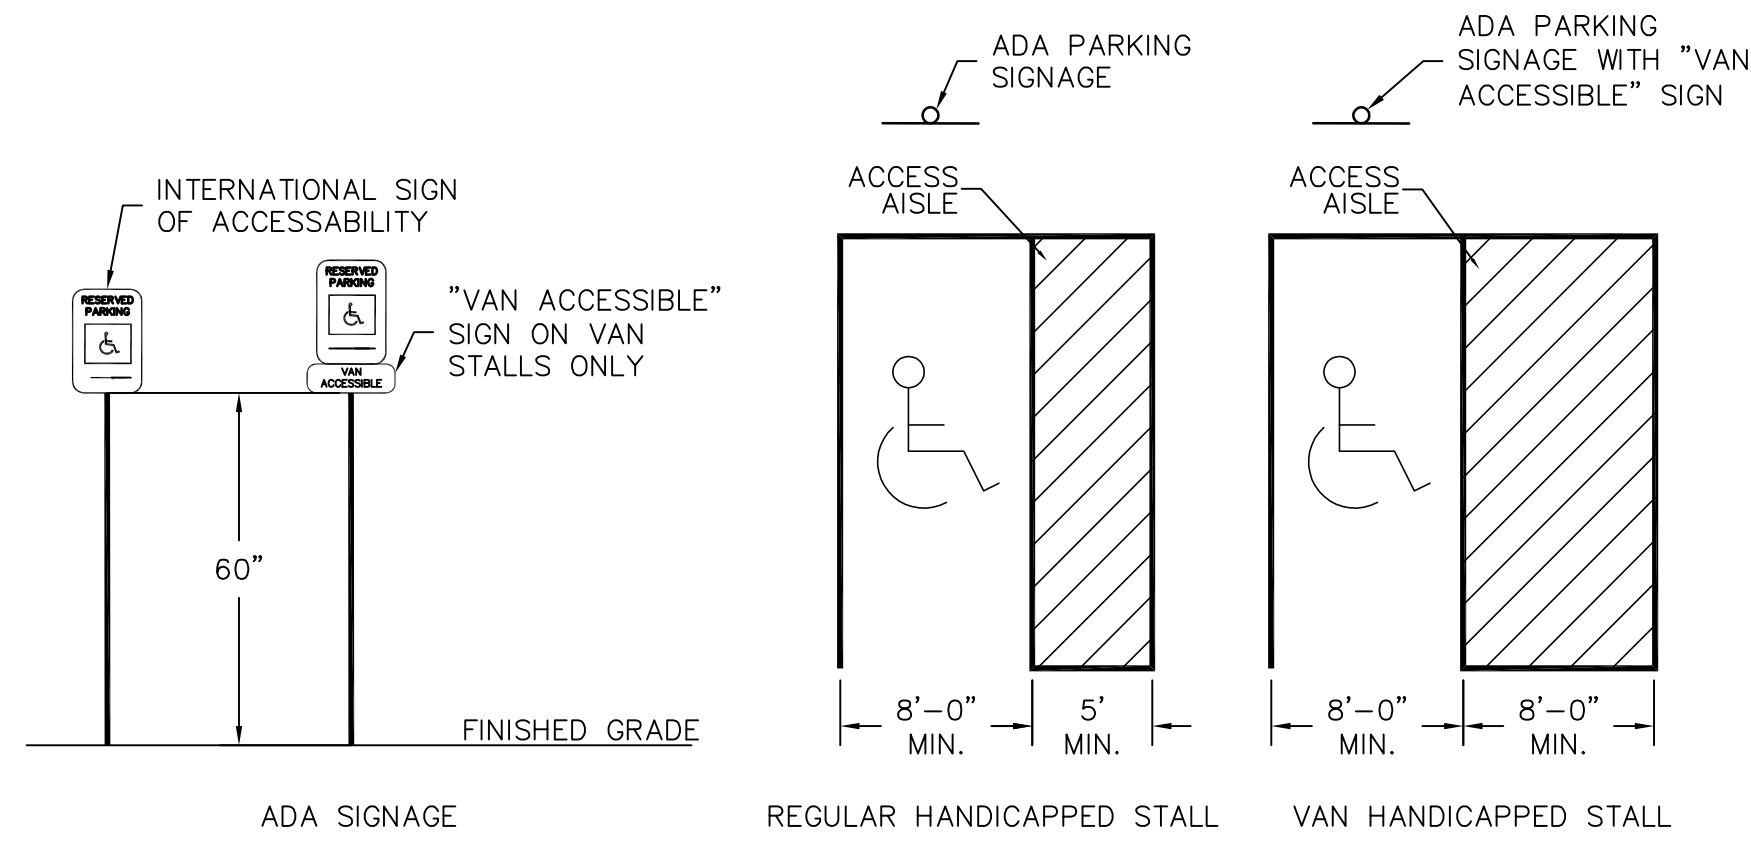 INTERNATIONAL SIGN
OF ACCESSABILITY
RESERVED
PARKING
RESERVED
PARKING
VAN
ACCESSIBLE
"VAN ACCESSIBLE"
SIGN ON VAN
STALLS ONLY
60"
FINISHED GRADE
ADA SIGNAGE
ADA PARKING
SIGNAGE
ACCESS
AISLE
8'-0"
MIN.
5'
MIN.
REGULAR HANDICAPPED STALL
ADA PARKING
SIGNAGE WITH "VAN
ACCESSIBLE" SIGN
ACCESS
AISLE
8'-0"
MIN.
8'-0"
MIN.
VAN HANDICAPPED STALL